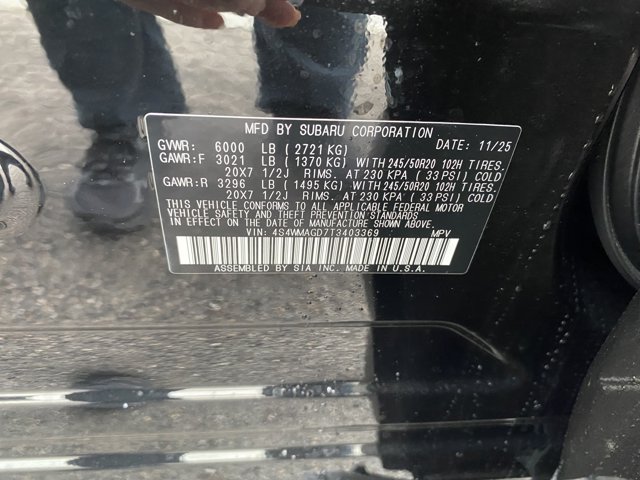 MFD BY SUBARU CORPORATION DATE: 11/25
GVWR: 6000 LB (2721 KG)
GAWR:F 3021 LB (1370 KG) WITH 245/50R20 102H TIRES.
20X7 1/2J RIMS. AT 230 KPA (33 PSI) COLD
GAWR:R 3296 LB (1495 KG) WITH 245/50R20 102H TIRES.
20X7 1/2J RIMS. AT 230 KPA (33 PSI) COLD
THIS VEHICLE CONFORMS TO ALL APPLICABLE FEDERAL MOTOR
VEHICLE SAFETY AND THEFT PREVENTION STANDARDS
IN EFFECT ON THE DATE OF MANUFACTURE SHOWN ABOVE.
VIN: 4S4WMAGD7T3403369 MPV
ASSEMBLED BY SIA INC. MADE IN U.S.A.